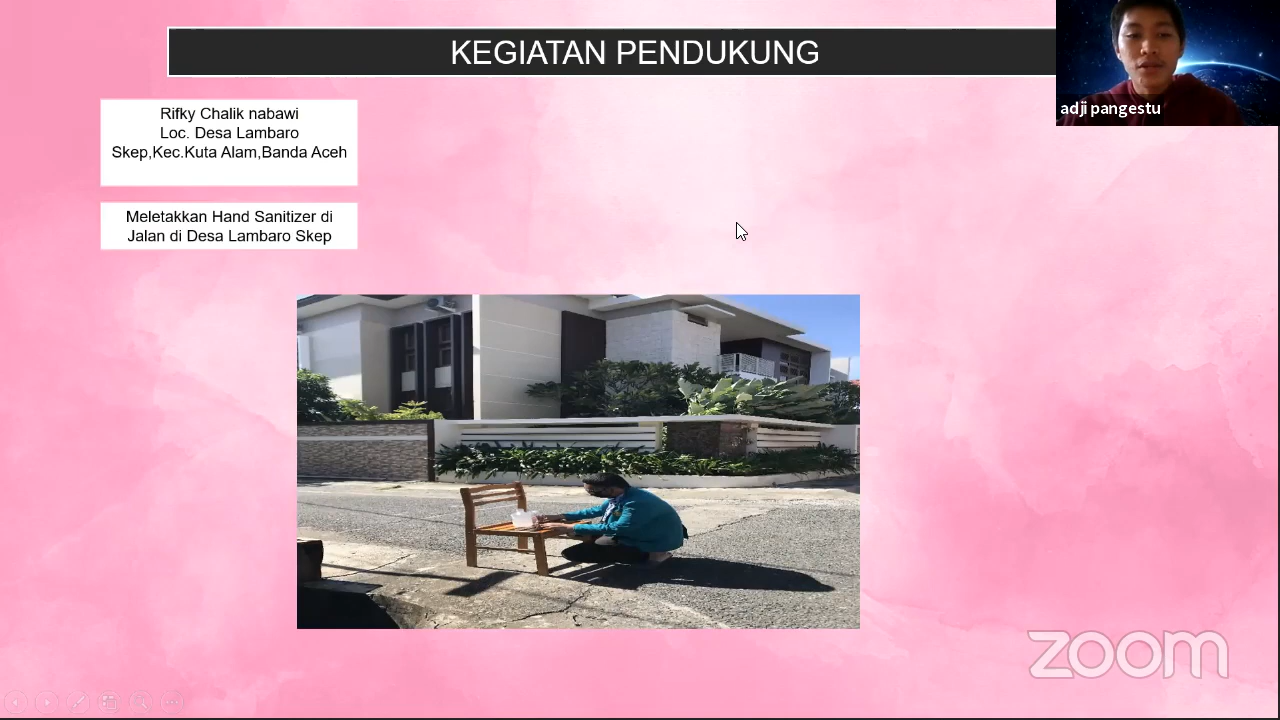 KEGIATAN PENDUKUNG
adji pangestu
Rifky Chalik nabawi
Loc. Desa Lambaro
Skep,Kec.Kuta Alam,Banda Aceh
Meletakkan Hand Sanitizer di
Jalan di Desa Lambaro Skep
zoom